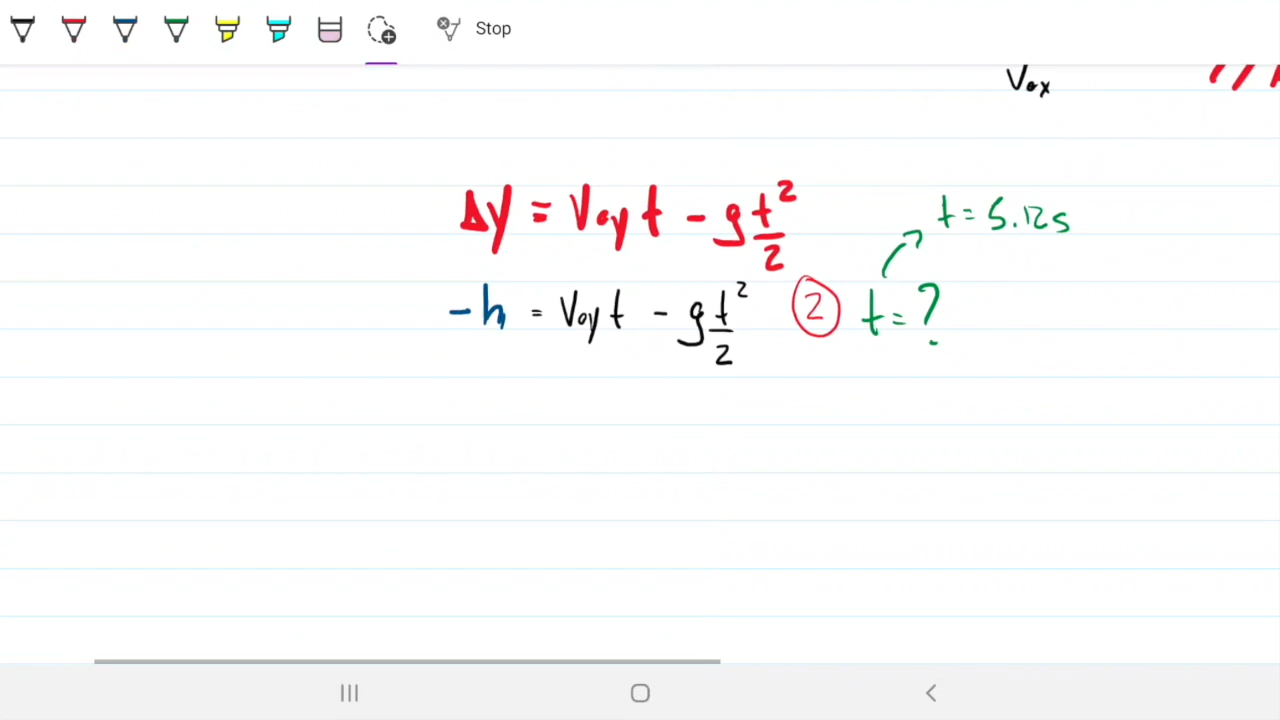 Stop
Vox
Δy = Voy t - g t²/2
t = 5.12s
-h = Voy t - g t²/2 ② t = ?